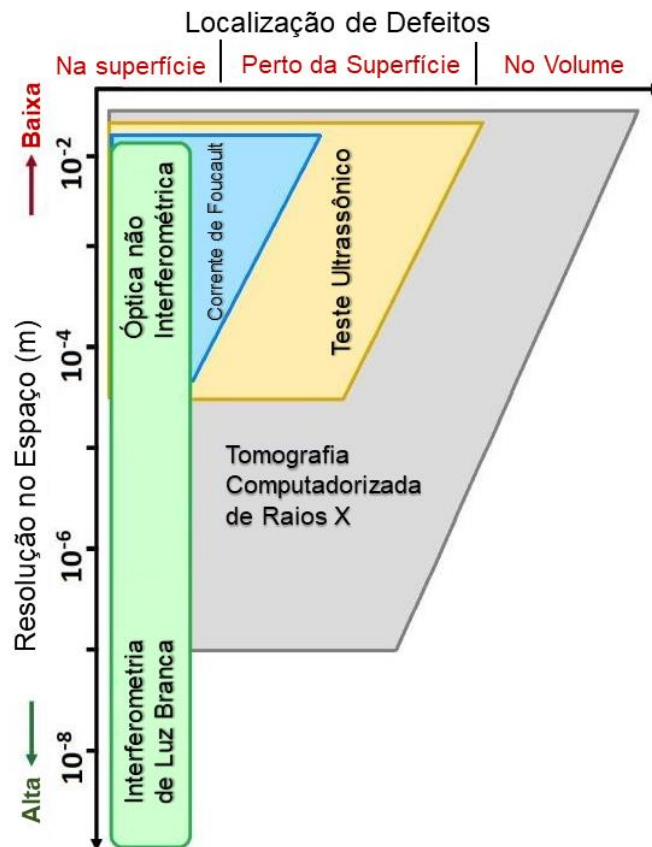 Localização de Defeitos
Na superfície
Perto da Superfície
No Volume
Baixa
Resolução no Espaço (m)
Alta
10⁻²
10⁻⁴
10⁻⁶
10⁻⁸
Óptica não
Interferométrica
Interferometria
de Luz Branca
Corrente de Foucault
Teste Ultrassônico
Tomografia
Computadorizada
de Raios X